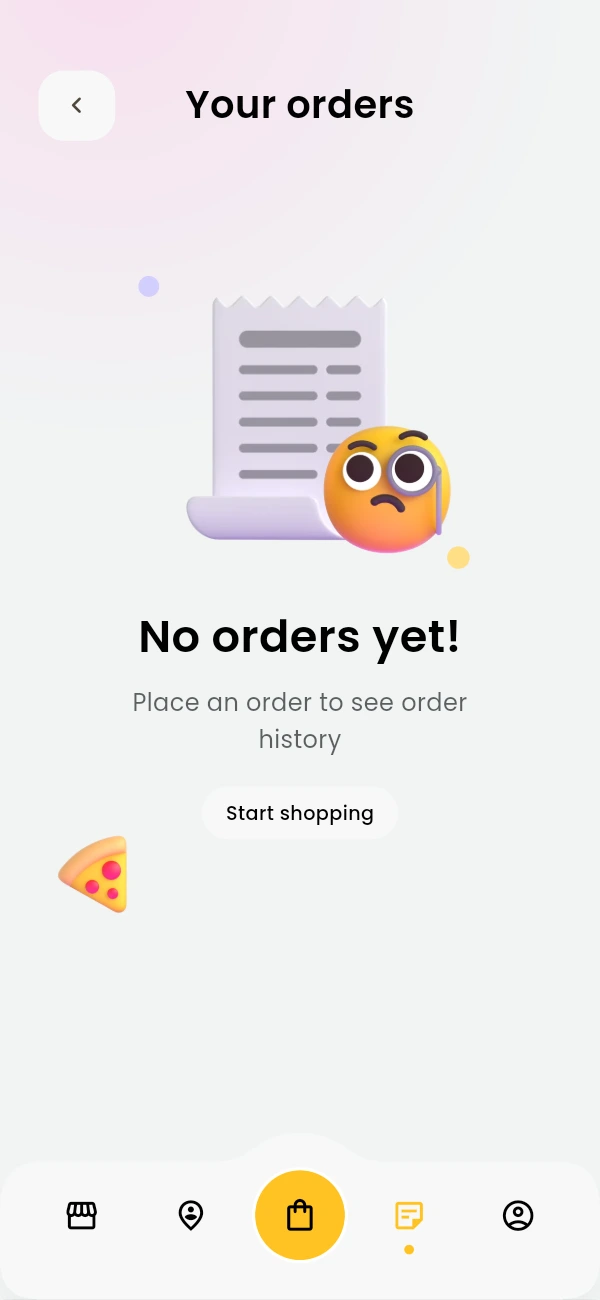 Your orders
No orders yet!
Place an order to see order
history
Start shopping